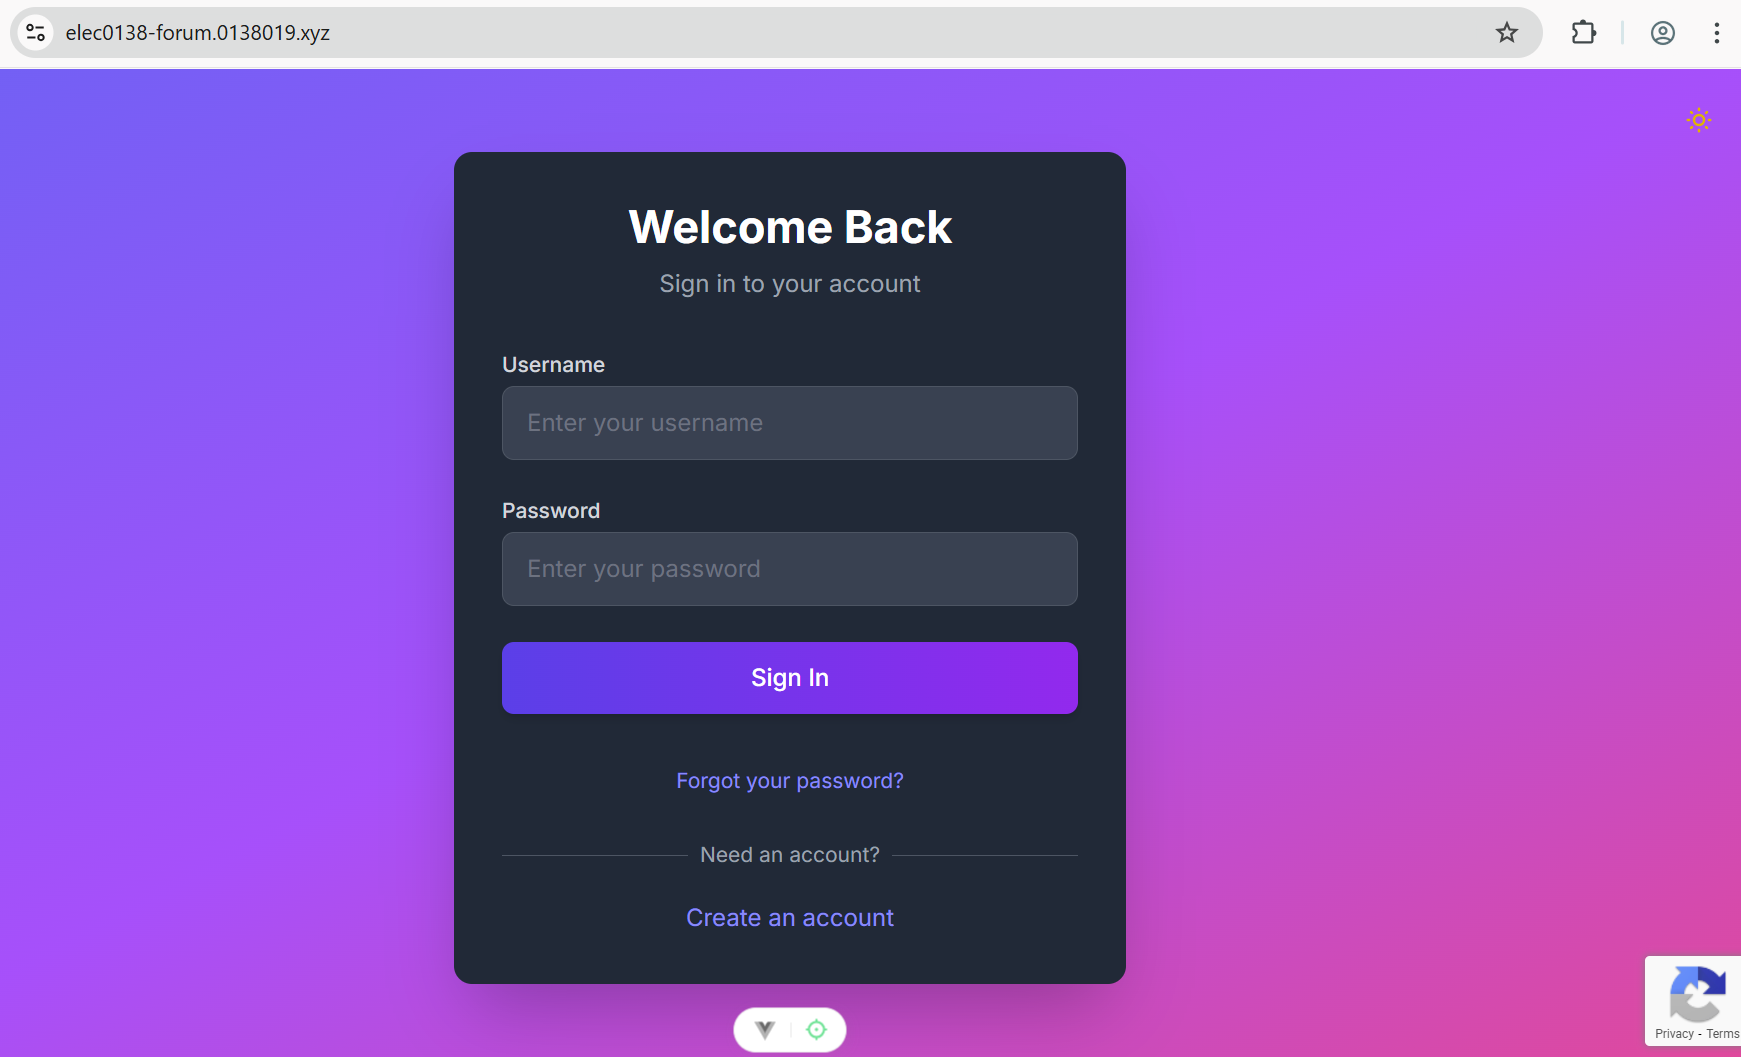 elec0138-forum.0138019.xyz
Welcome Back
Sign in to your account
Username
Enter your username
Password
Enter your password
Sign In
Forgot your password?
Need an account?
Create an account
Privacy - Terms